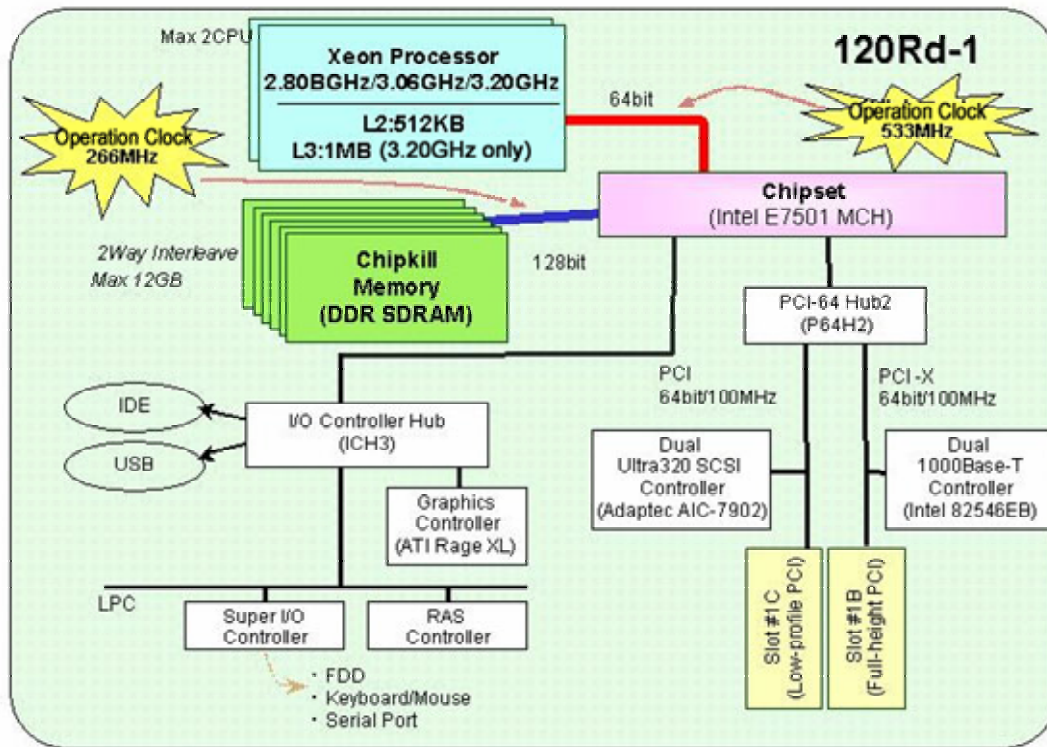 Max 2CPU
Xeon Processor
2.80BGHz/3.06GHz/3.20GHz
L2:512KB
L3:1MB (3.20GHz only)
120Rd-1
64bit
Operation Clock
533MHz
Operation Clock
266MHz
Chipset
(Intel E7501 MCH)
2Way Interleave
Max 12GB
Chipkill
Memory
(DDR SDRAM)
128bit
PCI-64 Hub2
(P64H2)
PCI
64bit/100MHz
PCI-X
64bit/100MHz
IDE
USB
I/O Controller Hub
(ICH3)
Graphics
Controller
(ATI Rage XL)
Dual
Ultra320 SCSI
Controller
(Adaptec AIC-7902)
Dual
1000Base-T
Controller
(Intel 82546EB)
LPC
Super I/O
Controller
RAS
Controller
Slot #1C
(Low-profile PCI)
Slot #1B
(Full-height PCI)
・FDD
・Keyboard/Mouse
・Serial Port